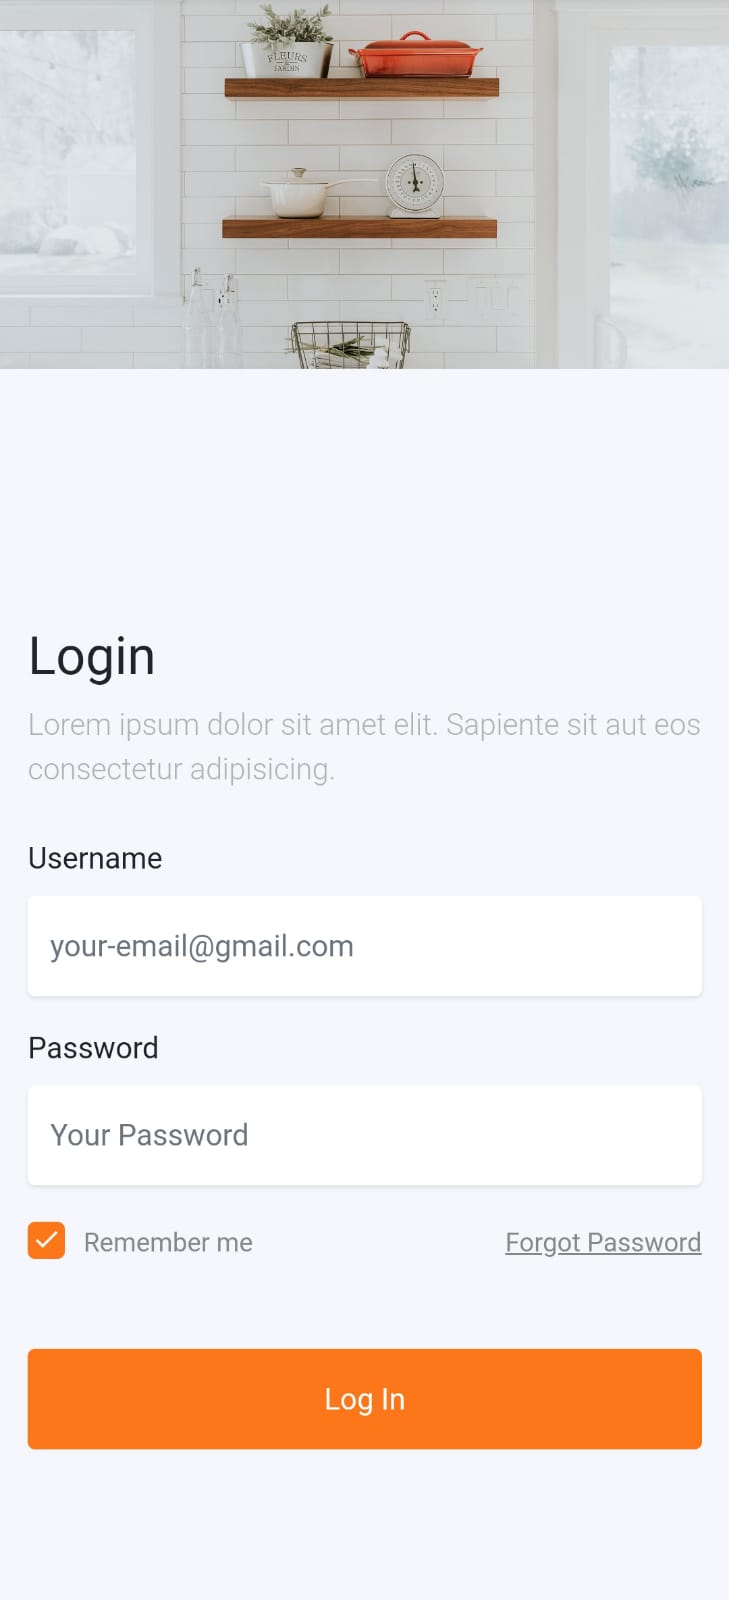 FLEURS
&
JARDIN
Login
Lorem ipsum dolor sit amet elit. Sapiente sit aut eos
consectetur adipisicing.
Username
your-email@gmail.com
Password
Your Password
Remember me
Forgot Password
Log In